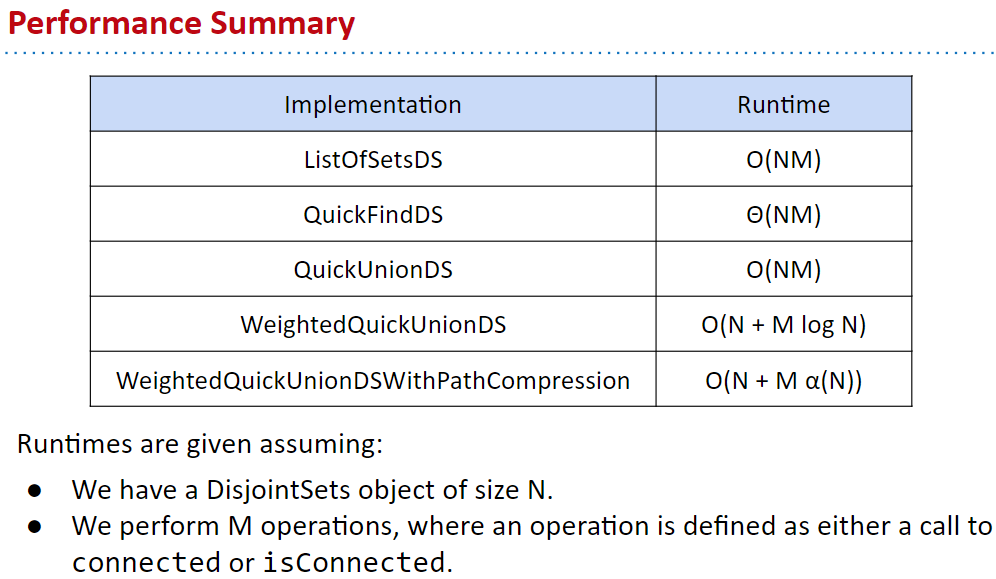 Performance Summary
Implementation Runtime
ListOfSetsDS O(NM)
QuickFindDS Θ(NM)
QuickUnionDS O(NM)
WeightedQuickUnionDS O(N + M log N)
WeightedQuickUnionDSWithPathCompression O(N + M α(N))
Runtimes are given assuming:
● We have a DisjointSets object of size N.
● We perform M operations, where an operation is defined as either a call to
connected or isConnected.